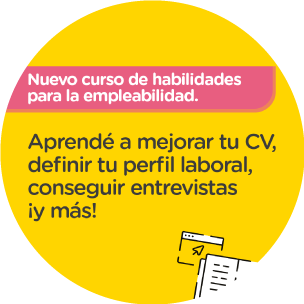 Nuevo curso de habilidades
para la empleabilidad.
Aprendé a mejorar tu CV,
definir tu perfil laboral,
conseguir entrevistas
¡y más!